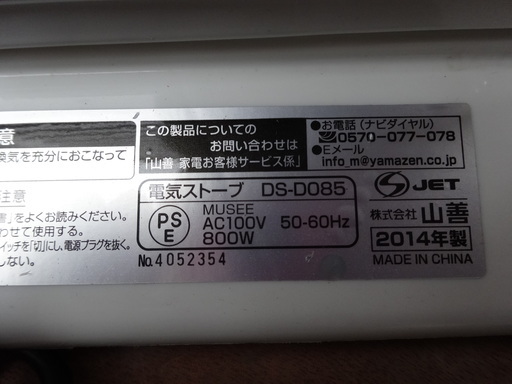 意
換気を充分におこなって
注意
書」をよくお読みください。
わせて使用する。
イッチを「切」にし、電源プラグを抜く。
しない。
この製品についての
お問い合わせは
「山善 家電お客様サービス係」
●お電話(ナビダイヤル)
0570-077-078
●Eメール
info_m@yamazen.co.jp
電気ストーブ DS-D085
PS
E
MUSEE
AC100V 50-60Hz
800W
No.4052354
S JET
株式会社 山善
2014年製
MADE IN CHINA